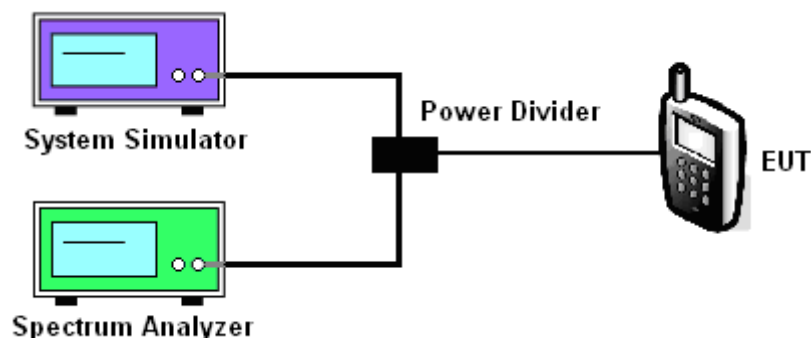 System Simulator
Power Divider
EUT
Spectrum Analyzer